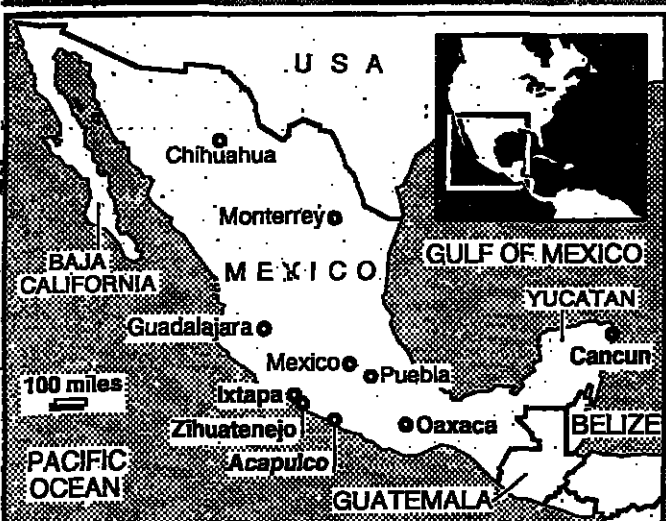 U S A
Chihuahua
Monterrey
GULF OF MEXICO
BAJA
CALIFORNIA
MEXICO
YUCATAN
Guadalajara
Cancun
Mexico
Puebla
100 miles
Ixtapa
Zihuatenejo
Oaxaca
BELIZE
Acapulco
PACIFIC
OCEAN
GUATEMALA